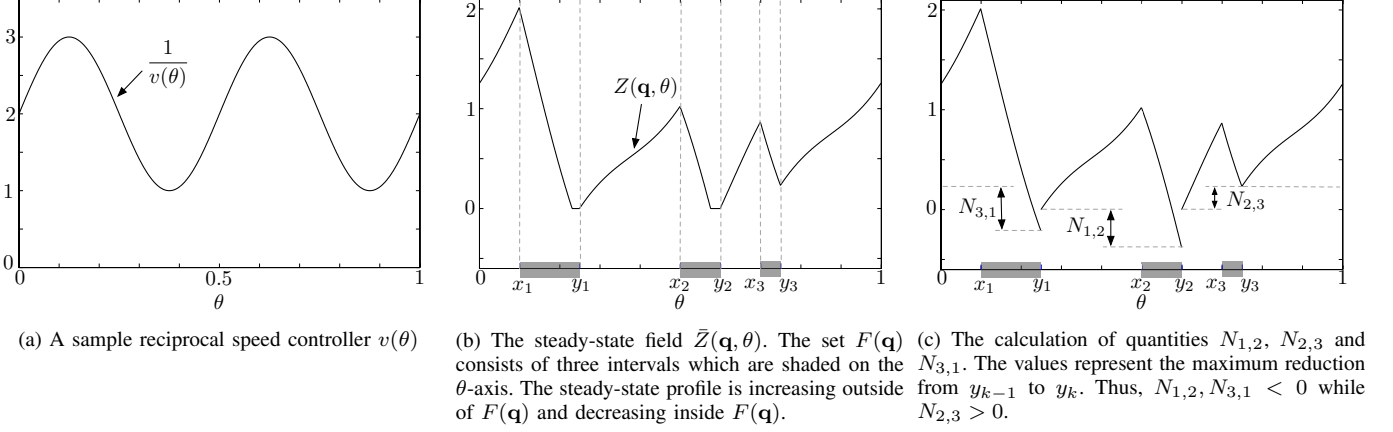 3
2
1
0
1
v(θ)
0
0.5
1
θ
(a) A sample reciprocal speed controller v(θ)
2
1
0
Z(q, θ)
0
x1
y1
x2
y2
x3
y3
1
θ
(b) The steady-state field Z̄(q, θ). The set F(q)
consists of three intervals which are shaded on the
θ-axis. The steady-state profile is increasing outside
of F(q) and decreasing inside F(q).
2
1
0
N3,1
N1,2
N2,3
0
x1
y1
x2
y2
x3
y3
1
θ
(c) The calculation of quantities N1,2, N2,3 and
N3,1. The values represent the maximum reduction
from yk−1 to yk. Thus, N1,2, N3,1 < 0 while
N2,3 > 0.